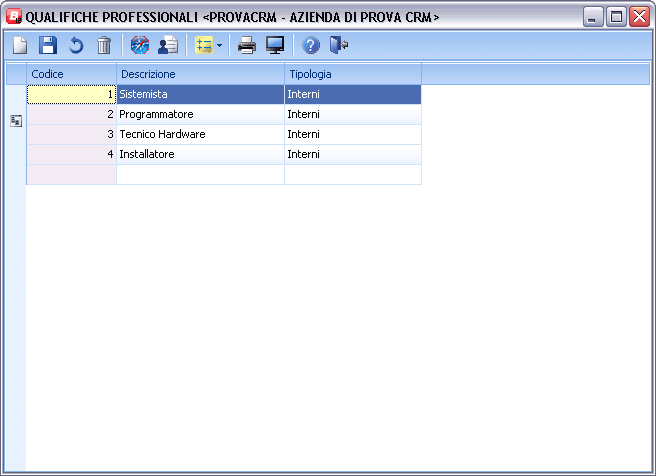 QUALIFICHE PROFESSIONALI <PROVACRM - AZIENDA DI PROVA CRM>
Codice Descrizione Tipologia
1 Sistemista Interni
2 Programmatore Interni
3 Tecnico Hardware Interni
4 Installatore Interni